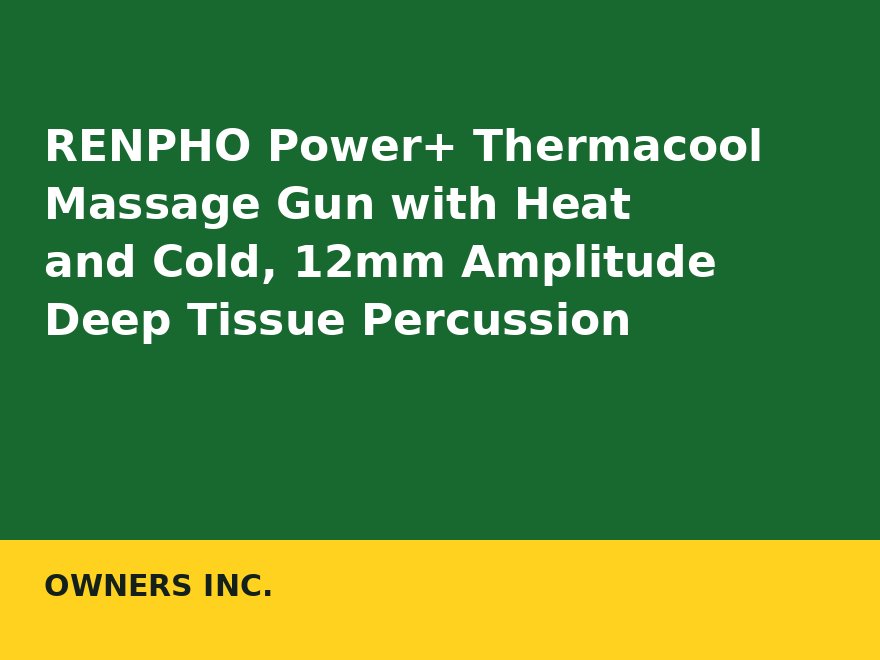 RENPHO Power+ Thermacool
Massage Gun with Heat
and Cold, 12mm Amplitude
Deep Tissue Percussion
OWNERS INC.